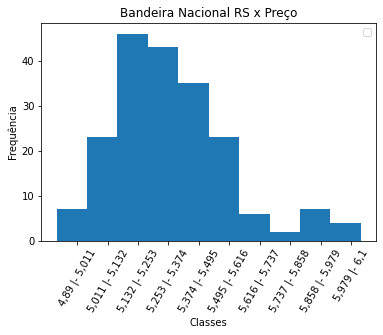 Bandeira Nacional RS x Preço
Frequência
40
30
20
10
0
4,89 |- 5,011
5,011 |- 5,132
5,132 |- 5,253
5,253 |- 5,374
5,374 |- 5,495
5,495 |- 5,616
5,616 |- 5,737
5,737 |- 5,858
5,858 |- 5,979
5,979 |- 6,1
Classes